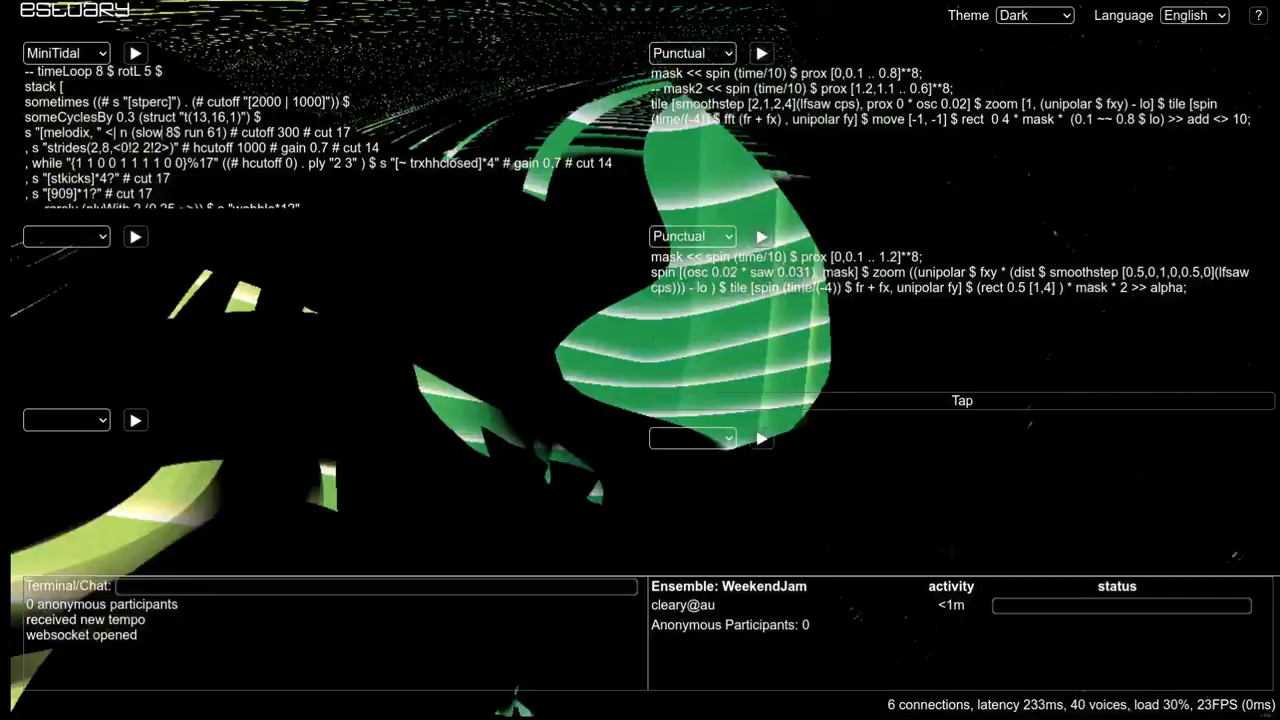 estuary
Theme Dark Language English ?
MiniTidal
-- timeLoop 8 $ rotL 5 $
stack [
sometimes ((# s "[stperc]") . (# cutoff "[2000 | 1000]")) $
someCyclesBy 0.3 (struct "t(13,16,1)") $
s "[melodix, " <| n (slow 8$ run 61) # cutoff 300 # cut 17
, s "strides(2,8,<0!2 2!2>)" # hcutoff 1000 # gain 0.7 # cut 14
, while "{1 1 0 0 1 1 1 1 0 0}%17" ((# hcutoff 0) . ply "2 3" ) $ s "[~ trxhhclosed]*4" # gain 0.7 # cut 14
, s "[stkicks]*4?" # cut 17
, s "[909]*1?" # cut 17
rarely (plyWith 2 (0.25 ~>)) $ s "wobble*1?"
Punctual
mask << spin (time/10) $ prox [0,0.1 .. 0.8]**8;
-- mask2 << spin (time/10) $ prox [1.2,1.1 .. 0.6]**8;
tile [smoothstep [2,1,2,4](lfsaw cps), prox 0 * osc 0.02] $ zoom [1, (unipolar $ fxy) - lo] $ tile [spin
(time/(-4)) $ fft (fr + fx) , unipolar fy] $ move [-1, -1] $ rect  0 4 * mask *  (0.1 ~~ 0.8 $ lo) >> add <> 10;
Punctual
mask << spin (time/10) $ prox [0,0.1 .. 1.2]**8;
spin [(osc 0.02 * saw 0.031), mask] $ zoom ((unipolar $ fxy * (dist $ smoothstep [0.5,0,1,0,0.5,0](lfsaw
cps))) - lo ) $ tile [spin (time/(-4)) $ fr + fx, unipolar fy] $ (rect 0.5 [1,4] ) * mask * 2 >> alpha;
Tap
Terminal/Chat:
0 anonymous participants
received new tempo
websocket opened
Ensemble: WeekendJam activity status
cleary@au <1m
Anonymous Participants: 0
6 connections, latency 233ms, 40 voices, load 30%, 23FPS (0ms)